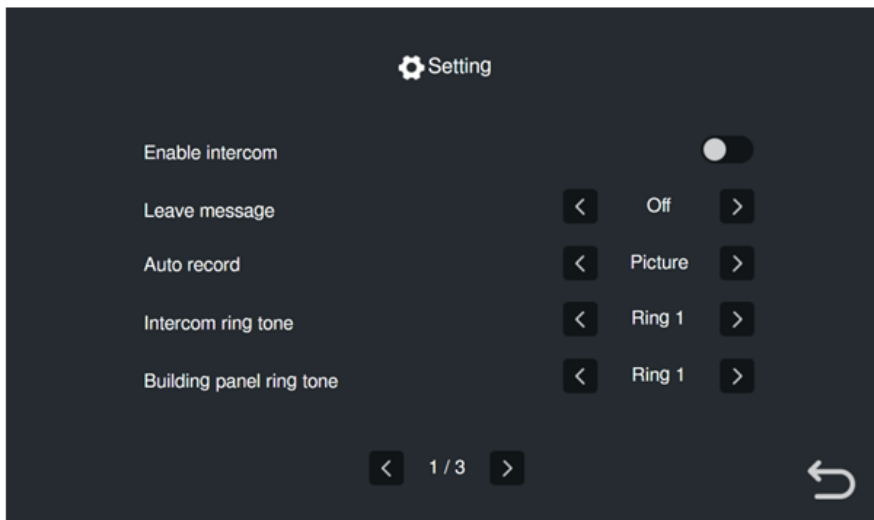 Setting
Enable intercom
Leave message Off
Auto record Picture
Intercom ring tone Ring 1
Building panel ring tone Ring 1
1 / 3